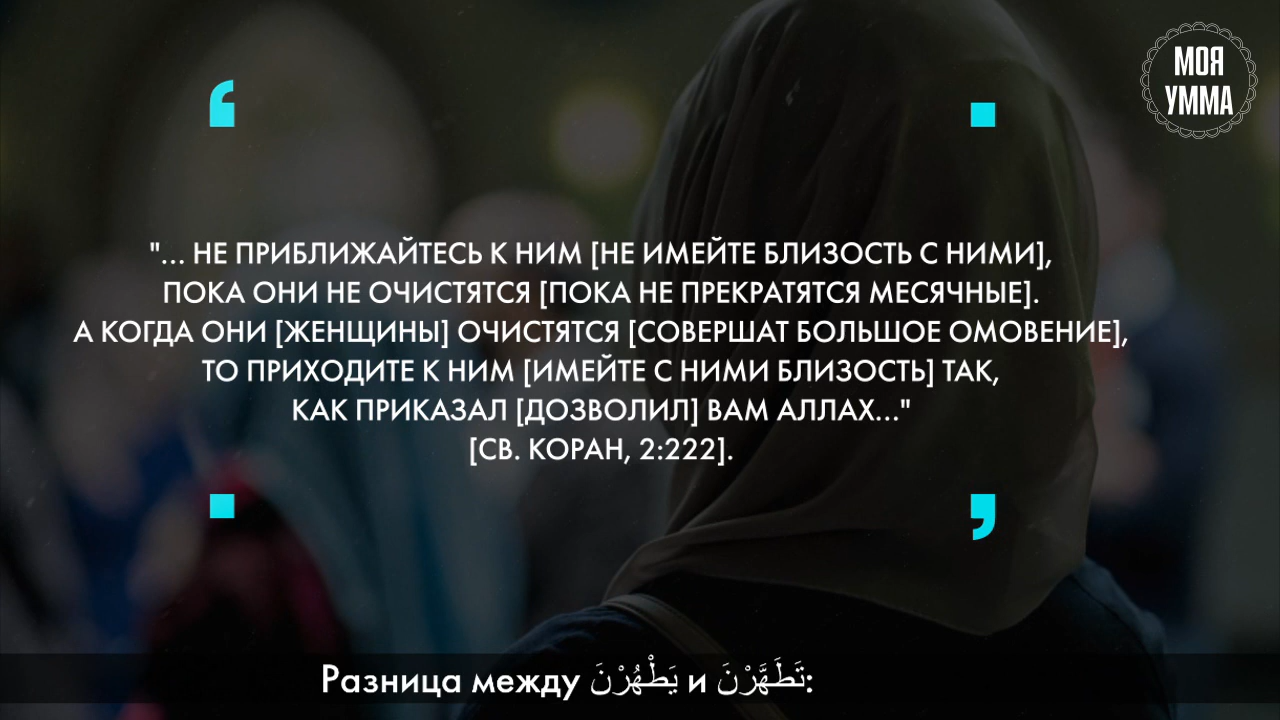 МОЯ
УММА
"... НЕ ПРИБЛИЖАЙТЕСЬ К НИМ [НЕ ИМЕЙТЕ БЛИЗОСТЬ С НИМИ],
ПОКА ОНИ НЕ ОЧИСТЯТСЯ [ПОКА НЕ ПРЕКРАТЯТСЯ МЕСЯЧНЫЕ].
А КОГДА ОНИ [ЖЕНЩИНЫ] ОЧИСТЯТСЯ [СОВЕРШАТ БОЛЬШОЕ ОМОВЕНИЕ],
ТО ПРИХОДИТЕ К НИМ [ИМЕЙТЕ С НИМИ БЛИЗОСТЬ] ТАК,
КАК ПРИКАЗАЛ [ДОЗВОЛИЛ] ВАМ АЛЛАХ..."
[СВ. КОРАН, 2:222].
Разница между يَطْهُرْنَ и تَطَهَّرْنَ: